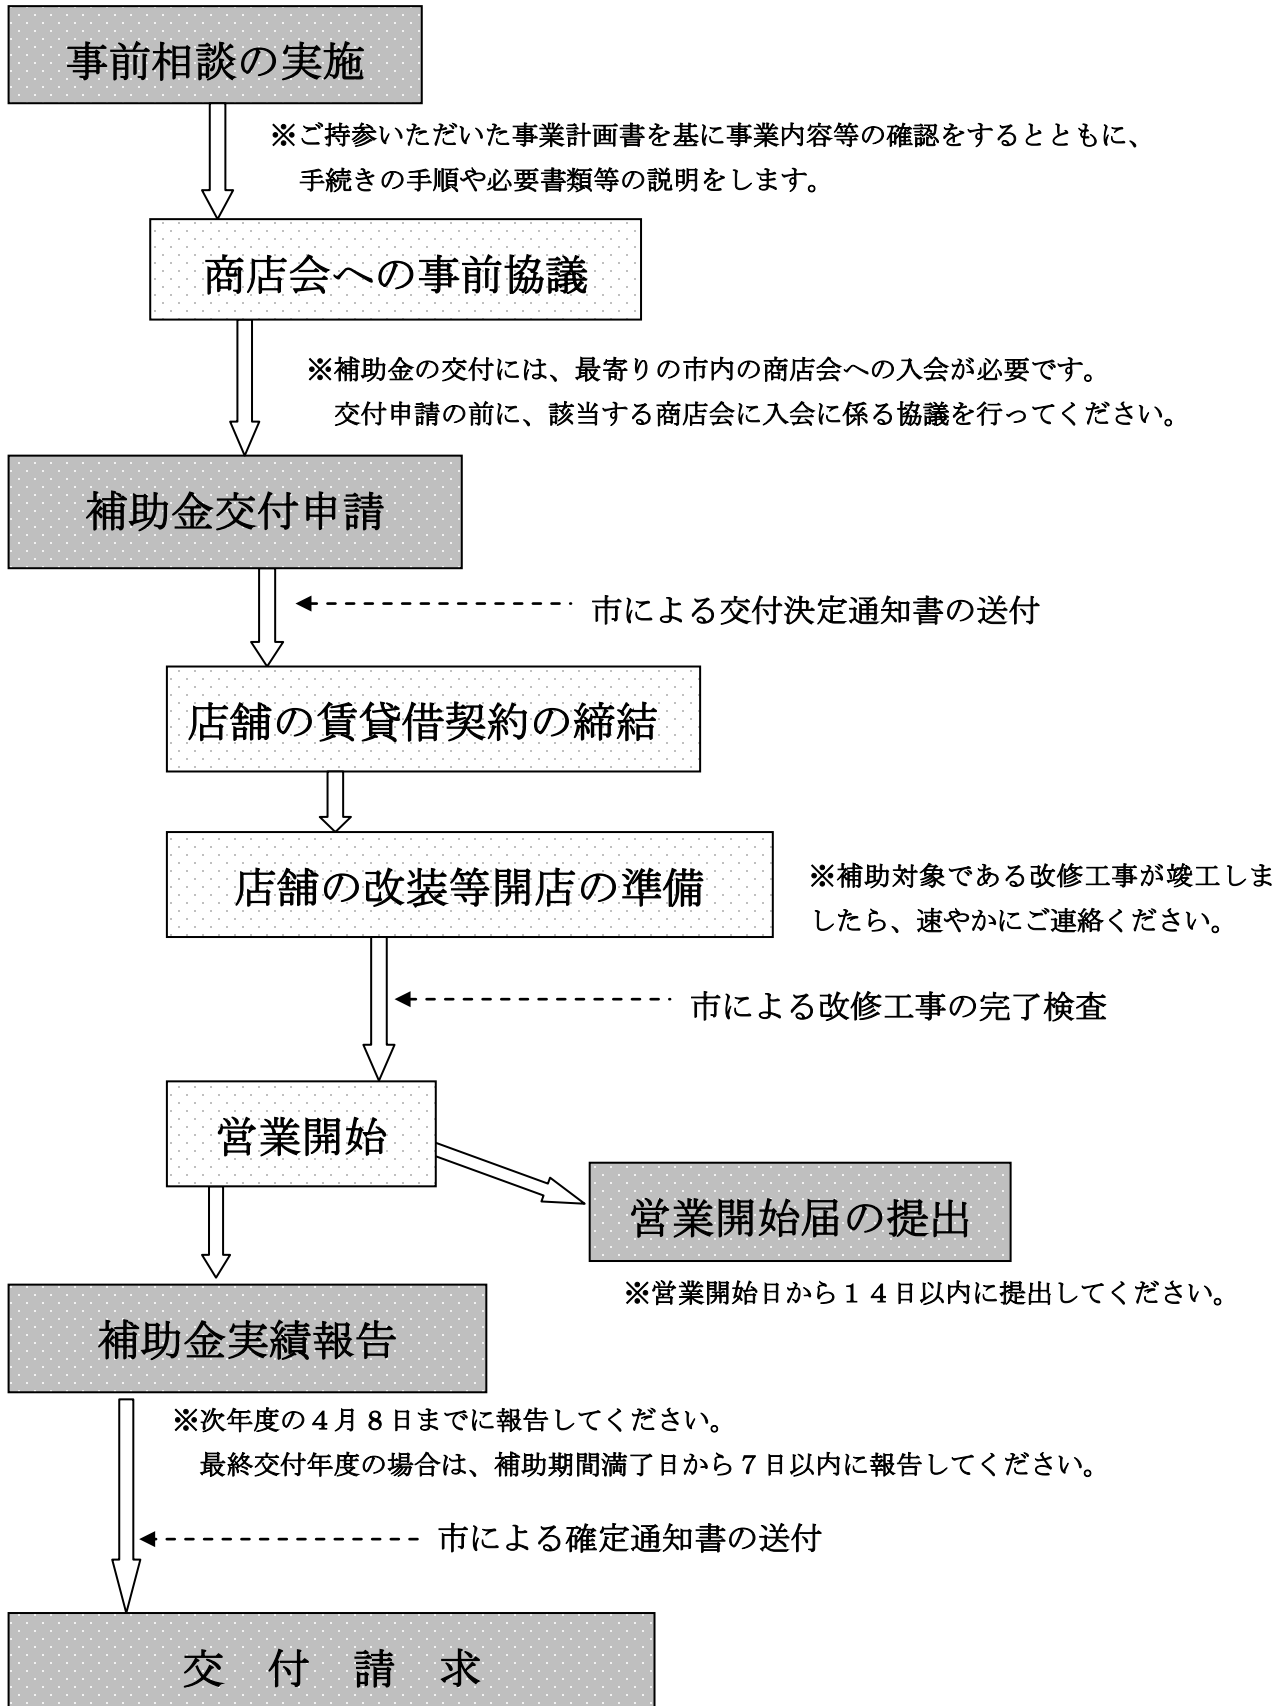 事前相談の実施
※ご持参いただいた事業計画書を基に事業内容等の確認をするとともに、
手続きの手順や必要書類等の説明をします。
商店会への事前協議
※補助金の交付には、最寄りの市内の商店会への入会が必要です。
交付申請の前に、該当する商店会に入会に係る協議を行ってください。
補助金交付申請
市による交付決定通知書の送付
店舗の賃貸借契約の締結
店舗の改装等開店の準備
※補助対象である改修工事が竣工しま
したら、速やかにご連絡ください。
市による改修工事の完了検査
営業開始
営業開始届の提出
※営業開始日から１４日以内に提出してください。
補助金実績報告
※次年度の４月８日までに報告してください。
最終交付年度の場合は、補助期間満了日から７日以内に報告してください。
市による確定通知書の送付
交　付　請　求